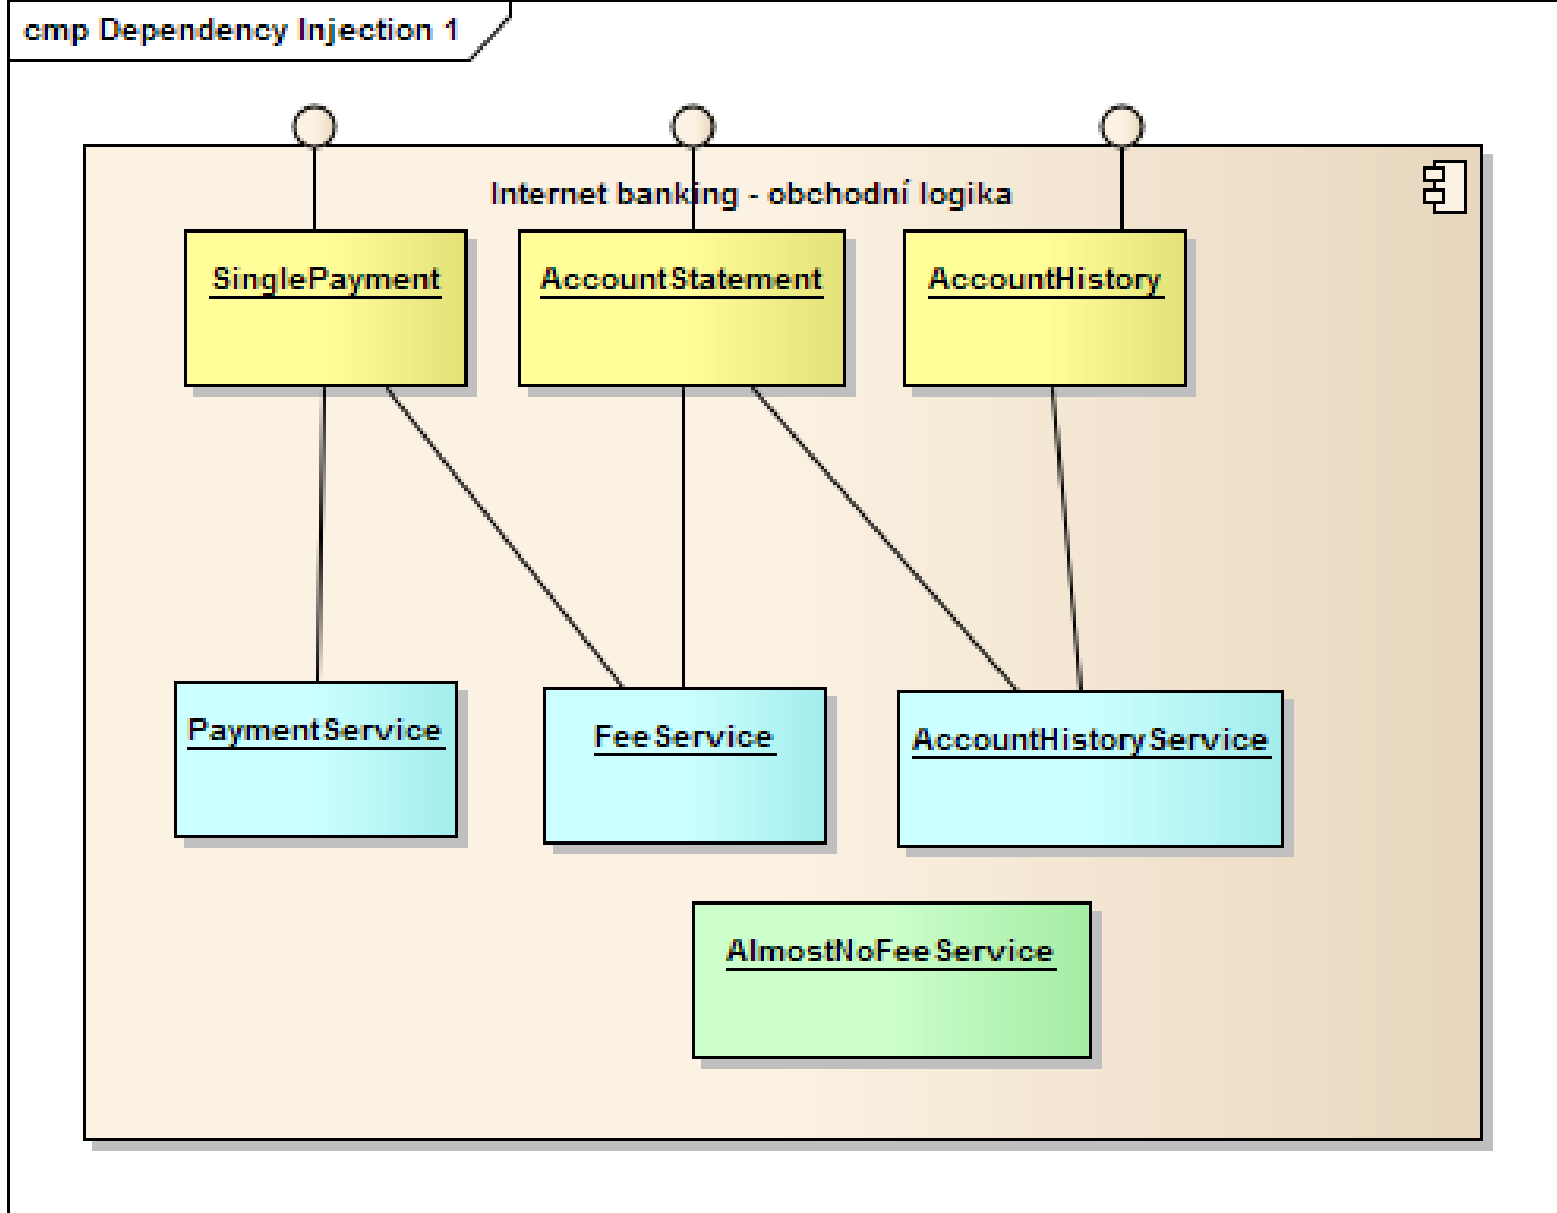 cmp Dependency Injection 1
Internet banking - obchodní logika
SinglePayment
AccountStatement
AccountHistory
PaymentService
FeeService
AccountHistoryService
AlmostNoFeeService